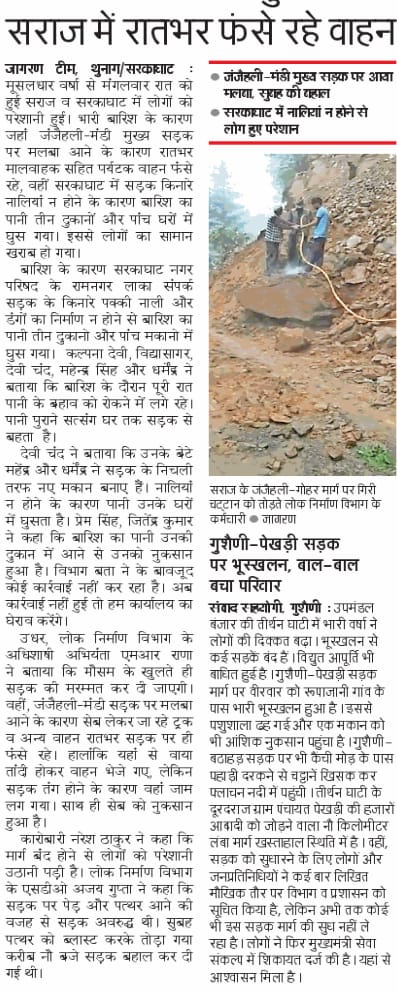 सराज में रातभर फंसे रहे वाहन
जागरण टीम, थुनाग/सरकाघाट :
मूसलधार वर्षा से मंगलवार रात को
हुई सराज व सरकाघाट में लोगों को
परेशानी हुई। भारी बारिश के कारण
जहां जंजैहली-मंडी मुख्य सड़क
पर मलबा आने के कारण रातभर
मालवाहक सहित पर्यटक वाहन फंसे
रहे, वहीं सरकाघाट में सड़क किनारे
नालियां न होने के कारण बारिश का
पानी तीन दुकानों और पांच घरों में
घुस गया। इससे लोगों का सामान
खराब हो गया।
बारिश के कारण सरकाघाट नगर
परिषद के रामनगर लाका संपर्क
सड़क के किनारे पक्की नाली और
डंगों का निर्माण न होने से बारिश का
पानी तीन दुकानो और पांच मकानो में
घुस गया। कल्पना देवी, विद्यासागर,
देवी चंद, महेन्द्र सिंह और धर्मेंद्र ने
बताया कि बारिश के दौरान पूरी रात
पानी के बहाव को रोकने में लगे रहे।
पानी पुराने सत्संग घर तक सड़क से
बहता है।
देवी चंद ने बताया कि उनके बेटे
महेंद्र और धर्मेंद्र ने सड़क के निचली
तरफ नए मकान बनाए हैं। नालियां
न होने के कारण पानी उनके घरों
में घुसता है। प्रेम सिंह, जितेंद्र कुमार
ने कहा कि बारिश का पानी उनकी
दुकान में आने से उनको नुकसान
हुआ है। विभाग बता ने के बावजूद
कोई कार्रवाई नहीं कर रहा है। अब
कार्रवाई नहीं हुई तो हम कार्यालय का
घेराव करेंगे।
उधर, लोक निर्माण विभाग के
अधिशाषी अभियंता एमआर राणा
ने बताया कि मौसम के खुलते ही
सड़क की मरम्मत कर दी जाएगी।
वहीं, जंजैहली-मंडी सड़क पर मलबा
आने के कारण सेब लेकर जा रहे ट्रक
व अन्य वाहन रातभर सड़क पर ही
फंसे रहे। हालांकि यहां से वाया
तांदी होकर वाहन भेजे गए, लेकिन
सड़क तंग होने के कारण वहां जाम
लग गया। साथ ही सेब को नुकसान
हुआ है।
कारोबारी नरेश ठाकुर ने कहा कि
मार्ग बंद होने से लोगों को परेशानी
उठानी पड़ी है। लोक निर्माण विभाग
के एसडीओ अजय गुप्ता ने कहा कि
सड़क पर पेड़ और पत्थर आने की
वजह से सड़क अवरुद्ध थी। सुबह
पत्थर को ब्लास्ट करके तोड़ा गया
करीब नौ बजे सड़क बहाल कर दी
गई थी।
● जंजैहली-मंडी मुख्य सड़क पर आया
मलवा, सुबह की बहाल
● सरकाघाट में नालियां न होने से
लोग हुए परेशान
सराज के जंजैहली-गोहर मार्ग पर गिरी
चट्टान को तोड़ते लोक निर्माण विभाग के
कर्मचारी ● जागरण
गुशैणी-पेखड़ी सड़क
पर भूस्खलन, बाल-बाल
बचा परिवार
संवाद सहयोगी, गुशैणी : उपमंडल
बंजार की तीर्थन घाटी में भारी वर्षा ने
लोगों की दिक्कत बढ़ा। भूस्खलन से
कई सड़कें बंद हैं। विद्युत आपूर्ति भी
बाधित हुई है। गुशैणी-पेखड़ी सड़क
मार्ग पर वीरवार को रूपाजानी गांव के
पास भारी भूस्खलन हुआ है। इससे
पशुशाला ढह गई और एक मकान को
भी आंशिक नुकसान पहुंचा है। गुशैणी-
बठाहड़ सड़क पर भी कैंची मोड़ के पास
पहाड़ी दरकने से चट्टानें खिसक कर
पलाचन नदी में पहुंची। तीर्थन घाटी के
दूरदराज ग्राम पंचायत पेखड़ी की हजारों
आबादी को जोड़ने वाला नौ किलोमीटर
लंबा मार्ग खस्ताहाल स्थिति में है। वहीं,
सड़क को सुधारने के लिए लोगों और
जनप्रतिनिधियों ने कई बार लिखित
मौखिक तौर पर विभाग व प्रशासन को
सूचित किया है, लेकिन अभी तक कोई
भी इस सड़क मार्ग की सुध नहीं ले
रहा है। लोगों ने फिर मुख्यमंत्री सेवा
संकल्प में शिकायत दर्ज की है। यहां से
आश्वासन मिला है।